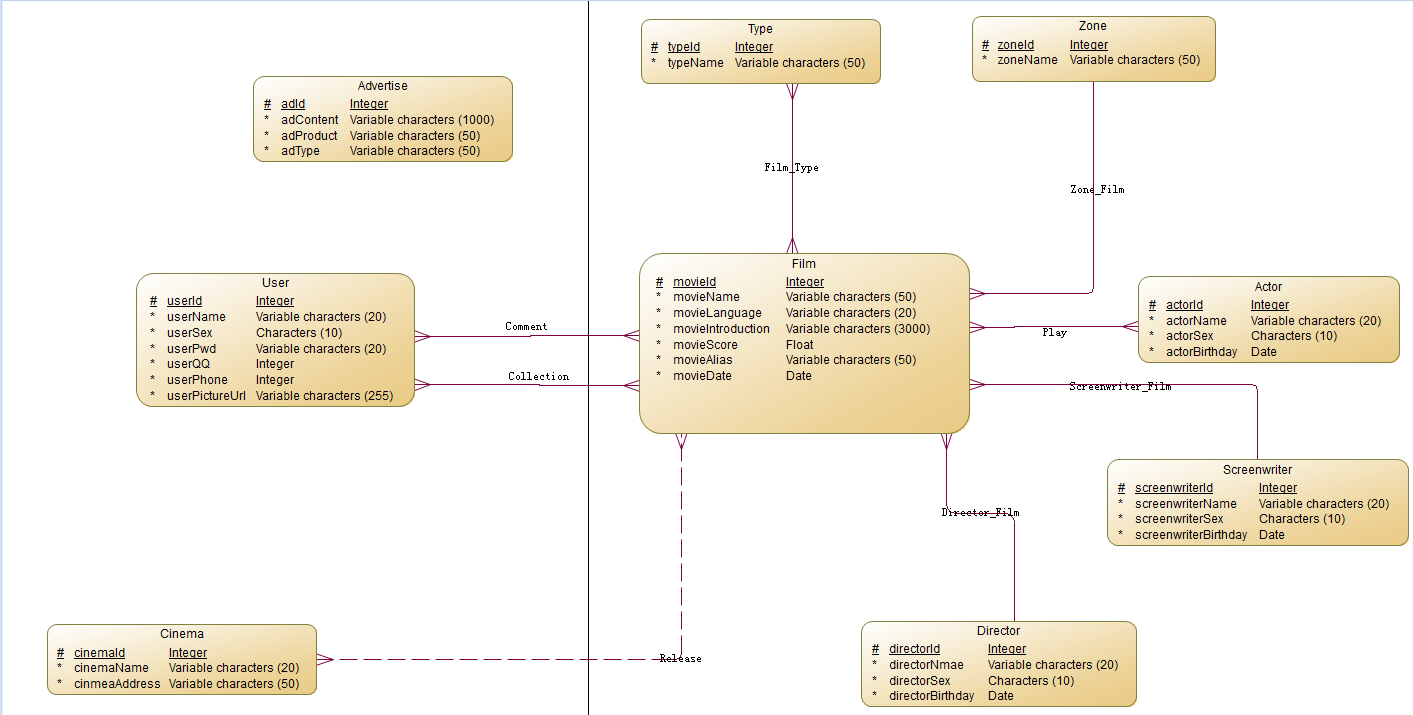 Type
# typeId Integer
* typeName Variable characters (50)
Zone
# zoneId Integer
* zoneName Variable characters (50)
Advertise
# adId Integer
* adContent Variable characters (1000)
* adProduct Variable characters (50)
* adType Variable characters (50)
Film_Type
Zone_Film
User
# userId Integer
* userName Variable characters (20)
* userSex Characters (10)
* userPwd Variable characters (20)
* userQQ Integer
* userPhone Integer
* userPictureUrl Variable characters (255)
Comment
Collection
Film
# movieId Integer
* movieName Variable characters (50)
* movieLanguage Variable characters (20)
* movieIntroduction Variable characters (3000)
* movieScore Float
* movieAlias Variable characters (50)
* movieDate Date
Actor
# actorId Integer
* actorName Variable characters (20)
* actorSex Characters (10)
* actorBirthday Date
Play
Screenwriter_Film
Screenwriter
# screenwriterId Integer
* screenwriterName Variable characters (20)
* screenwriterSex Characters (10)
* screenwriterBirthday Date
Director_Film
Cinema
# cinemaId Integer
* cinemaName Variable characters (20)
* cinmeaAddress Variable characters (50)
Release
Director
# directorId Integer
* directorNmae Variable characters (20)
* directorSex Characters (10)
* directorBirthday Date